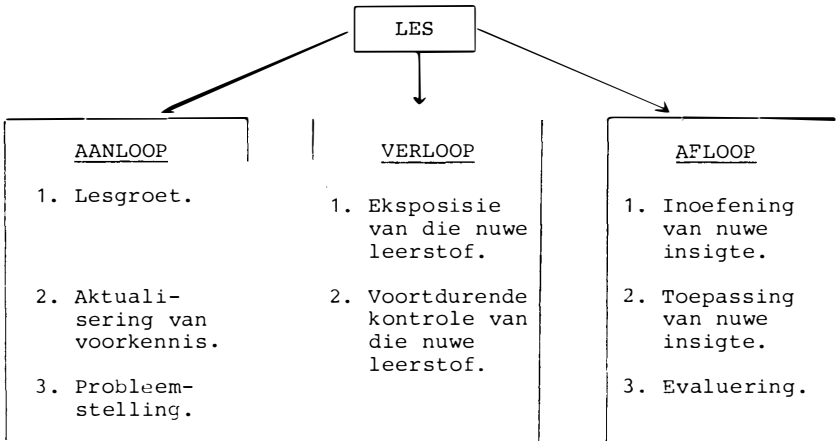 LES
AANLOOP
1. Lesgroet.
2. Aktuali-
sering van
voorkennis.
3. Probleem-
stelling.
VERLOOP
1. Eksposisie
van die nuwe
leerstof.
2. Voortdurende
kontrole van
die nuwe
leerstof.
AFLOOP
1. Inoefening
van nuwe
insigte.
2. Toepassing
van nuwe
insigte.
3. Evaluering.